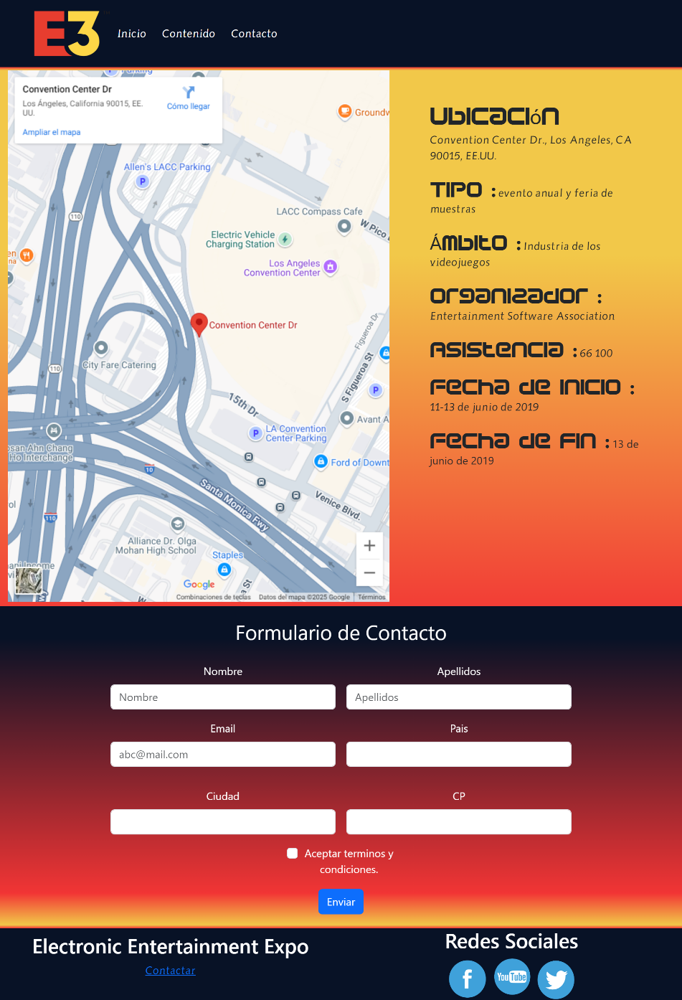 E3
Inicio Contenido Contacto
Parking
Convention Center Dr
Los Ángeles, California 90015, EE.
UU.
Cómo llegar
Ampliar el mapa
Groundw
Allen's LACC Parking
P
110
LACC Compass Cafe
W Pico
Electric Vehicle
Charging Station
Los Angeles
Convention Center
Convention Center Dr
Figueroa Dr
City Fare Catering
110
S Figueroa St
P
15th Dr
Avant A
P
LA Convention
Center Parking
osan-Ahn Chang
Ho Interchange
Ford of Downt
10
Santa Monica Fwy
Venice Blvd.
110
Alliance Dr. Olga
Mohan High School
Staples
Google
Combinaciones de teclas Datos del mapa ©2025 Google Términos
Ubicación
Convention Center Dr., Los Angeles, CA
90015, EE.UU.
Tipo : evento anual y feria de
muestras
Ámbito : Industria de los
videojuegos
Organizador :
Entertainment Software Association
Asistencia : 66 100
Fecha de inicio :
11-13 de junio de 2019
Fecha de fin : 13 de
junio de 2019
Formulario de Contacto
Nombre Apellidos
Nombre Apellidos
Email Pais
abc@mail.com
Ciudad CP
Aceptar terminos y
condiciones.
Enviar
Electronic Entertainment Expo
Contactar
Redes Sociales
f You Tube